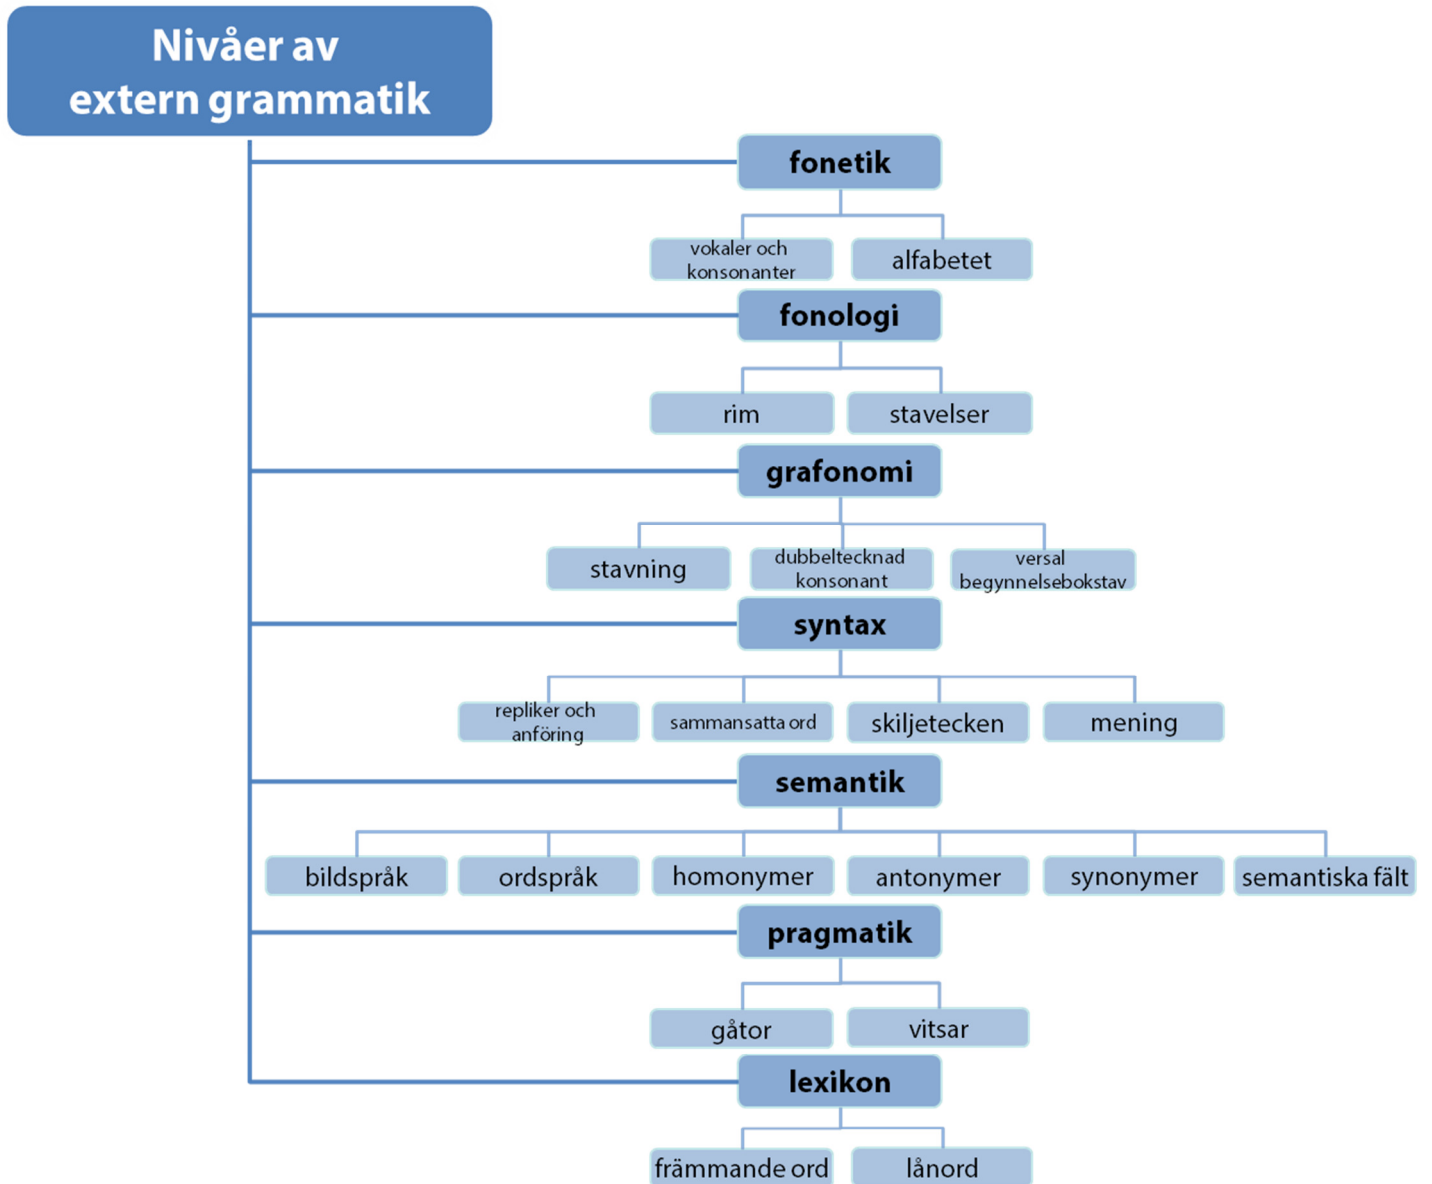 Nivåer av
extern grammatik
fonetik
vokaler och
konsonanter
alfabetet
fonologi
rim
stavelser
grafonomi
stavning
dubbeltecknad
konsonant
versal
begynnelsebokstav
syntax
repliker och
anföring
sammansatta ord
skiljetecken
mening
semantik
bildspråk
ordspråk
homonymer
antonymer
synonymer
semantiska fält
pragmatik
gåtor
vitsar
lexikon
främmande ord
lånord